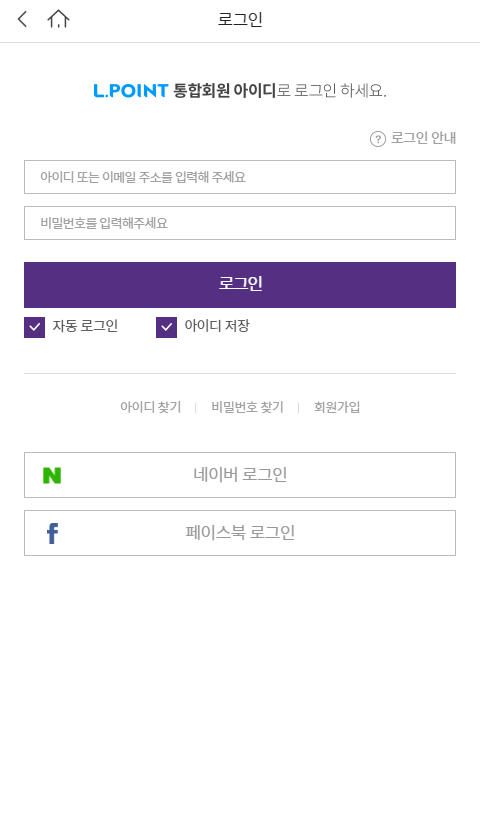 로그인
L.POINT 통합회원 아이디로 로그인 하세요.
? 로그인 안내
아이디 또는 이메일 주소를 입력해 주세요
비밀번호를 입력해주세요
로그인
자동 로그인 아이디 저장
아이디 찾기 비밀번호 찾기 회원가입
N 네이버 로그인
f 페이스북 로그인